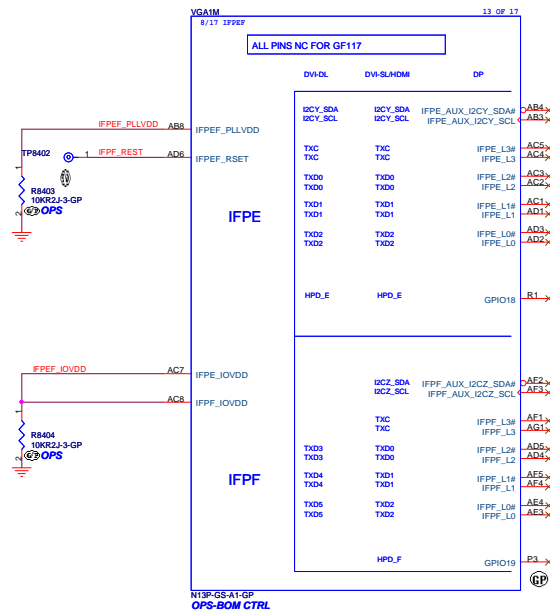 VGA1M
13 OF 17
8/17 IFPEF
ALL PINS NC FOR GF117
DVI-DL DVI-SL/HDMI DP
I2CY_SDA I2CY_SDA IFPE_AUX_I2CY_SDA# AB4
I2CY_SCL I2CY_SCL IFPE_AUX_I2CY_SCL AB3
IFPEF_PLLVDD AB8 IFPEF_PLLVDD
TXC TXC IFPE_L3# AC5
TXC TXC IFPE_L3 AC4
TP8402 1 IFPF_REST AD6 IFPEF_RSET
TXD0 TXD0 IFPE_L2# AC3
TXD0 TXD0 IFPE_L2 AC2
1
R8403
10KR2J-3-GP
OPS
2
TXD1 TXD1 IFPE_L1# AC1
TXD1 TXD1 IFPE_L1 AD1
IFPE
TXD2 TXD2 IFPE_L0# AD3
TXD2 TXD2 IFPE_L0 AD2
HPD_E HPD_E GPIO18 R1
IFPEF_IOVDD AC7 IFPE_IOVDD
I2CZ_SDA IFPF_AUX_I2CZ_SDA# AF2
I2CZ_SCL IFPF_AUX_I2CZ_SCL AF3
AC8 IFPF_IOVDD
1
R8404
10KR2J-3-GP
OPS
2
TXC IFPF_L3# AF1
TXC IFPF_L3 AG1
TXD3 TXD0 IFPF_L2# AD5
TXD3 TXD0 IFPF_L2 AD4
IFPF
TXD4 TXD1 IFPF_L1# AF5
TXD4 TXD1 IFPF_L1 AF4
TXD5 TXD2 IFPF_L0# AE4
TXD5 TXD2 IFPF_L0 AE3
HPD_F GPIO19 P3
GP
N13P-GS-A1-GP
OPS-BOM CTRL